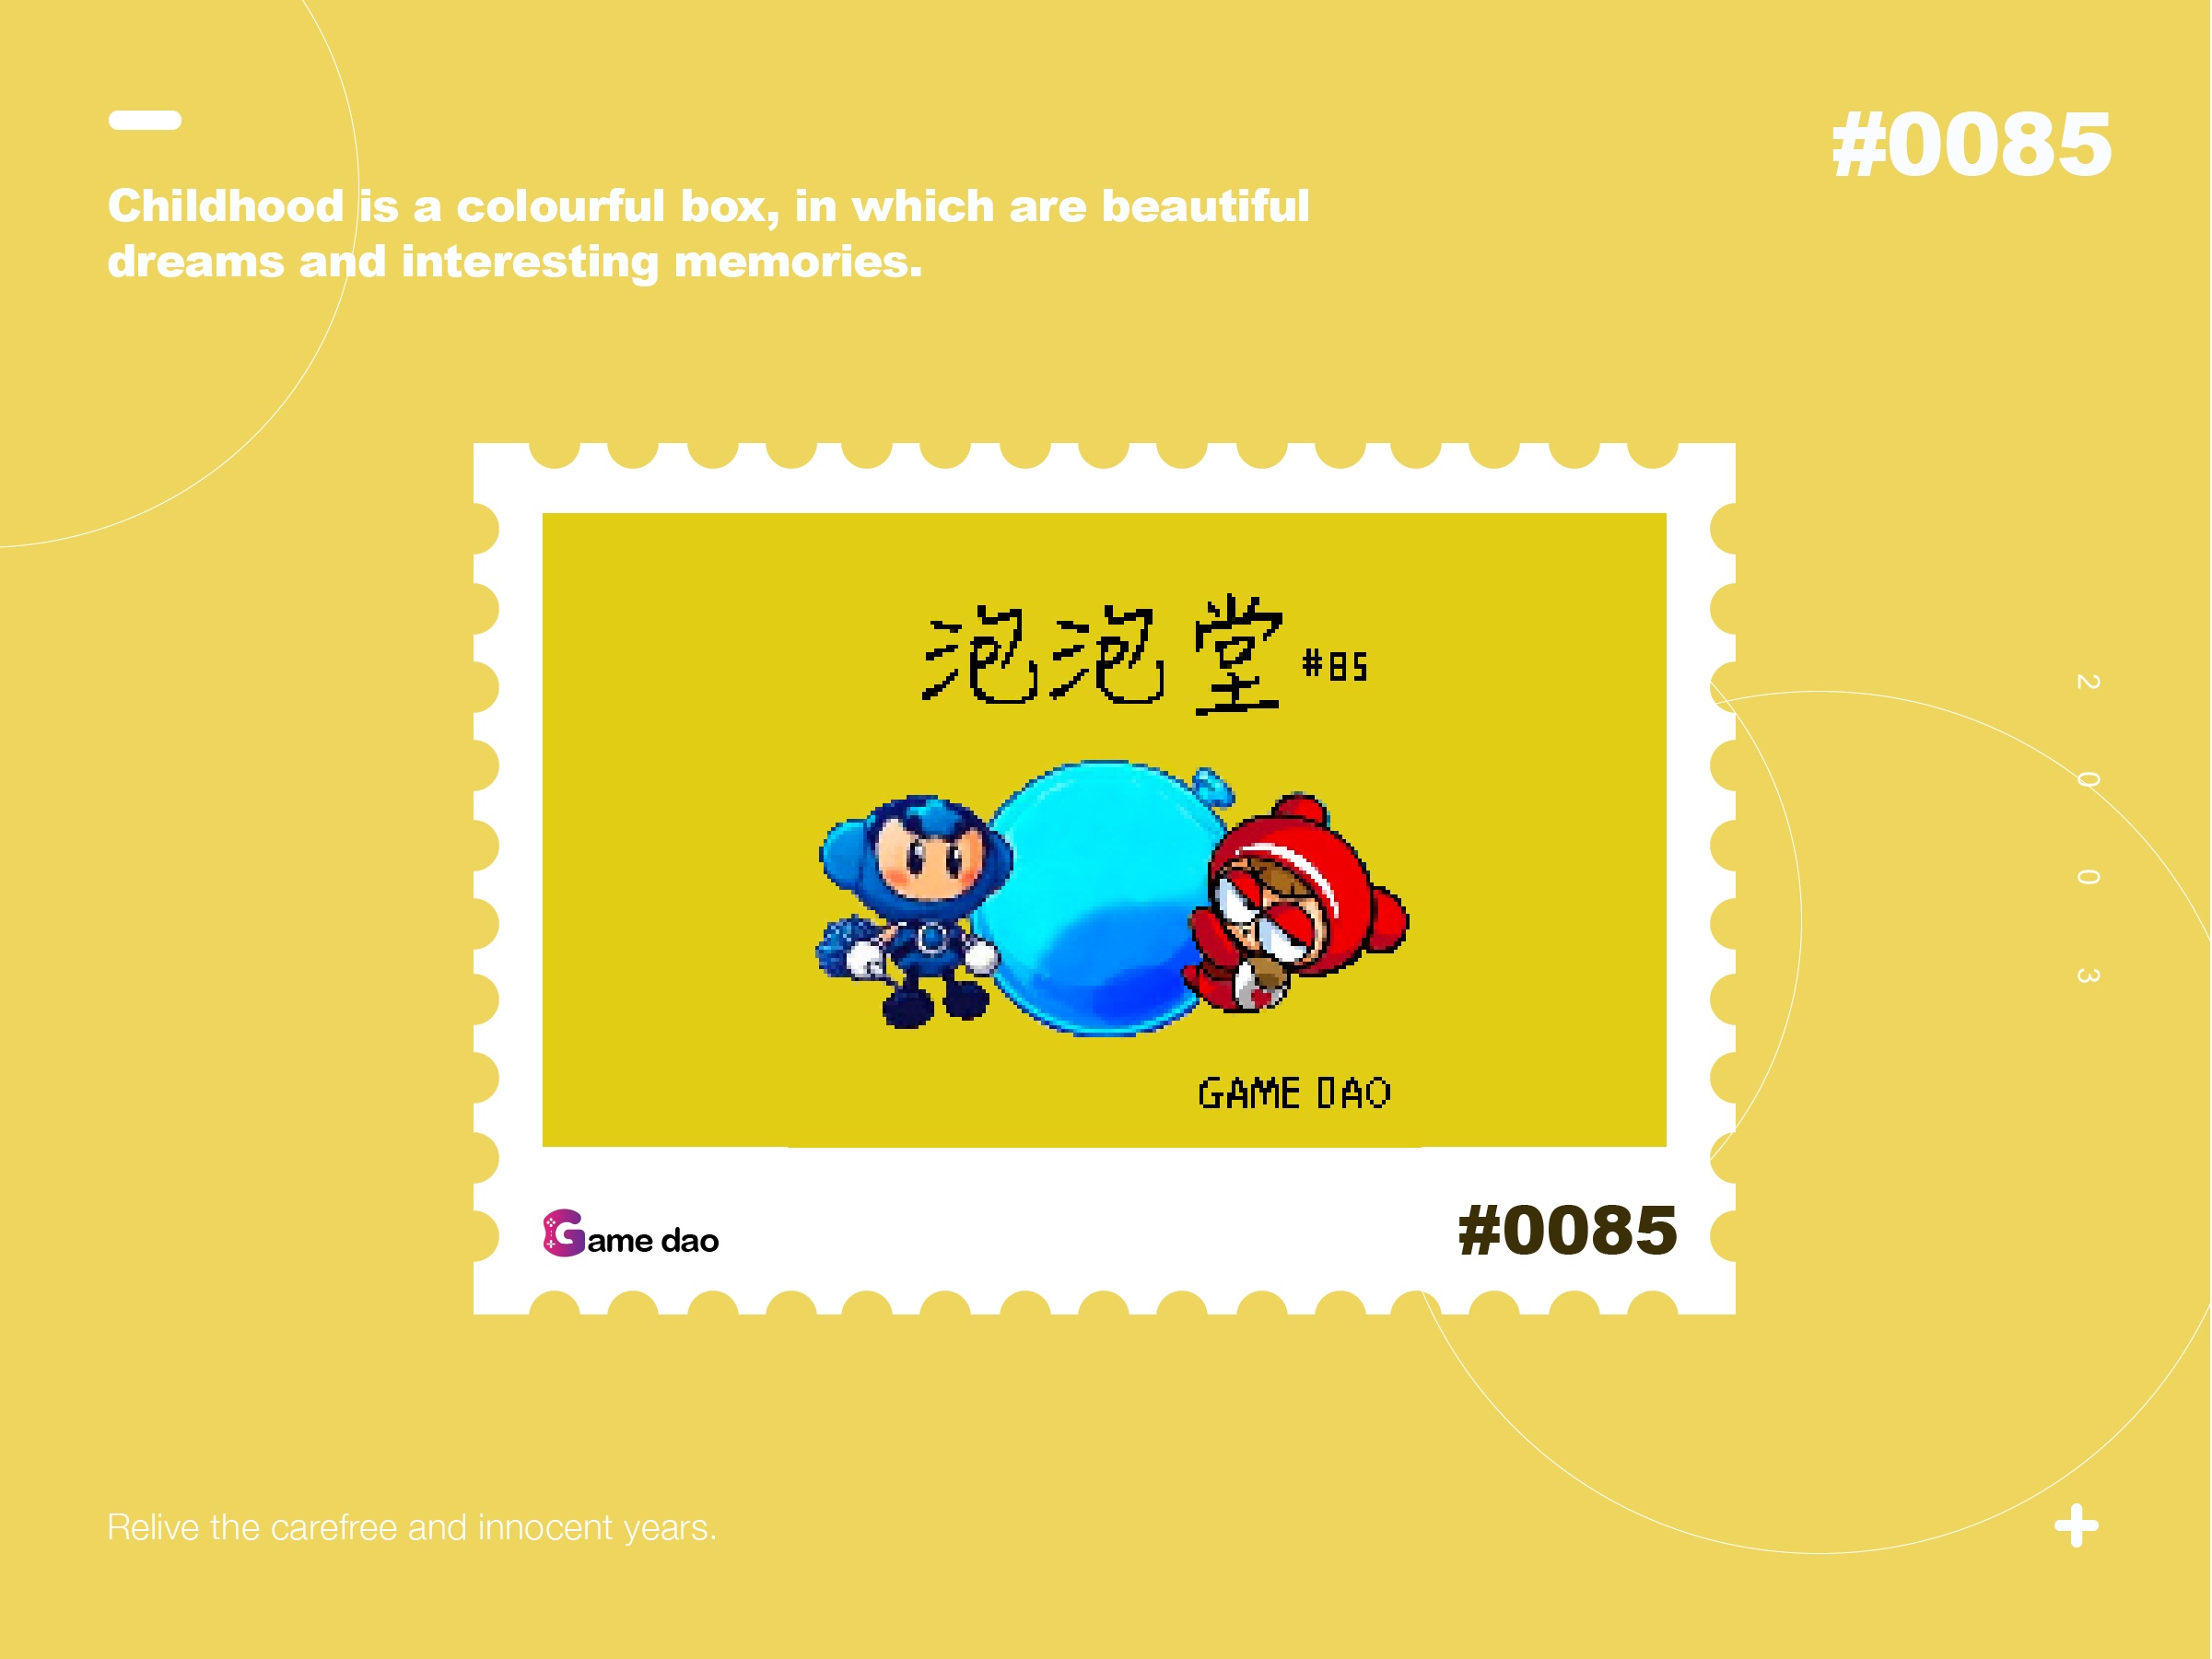 #0085
Childhood is a colourful box, in which are beautiful
dreams and interesting memories.
泡泡堂 #85
2003
GAME DAO
Game dao
#0085
Relive the carefree and innocent years.